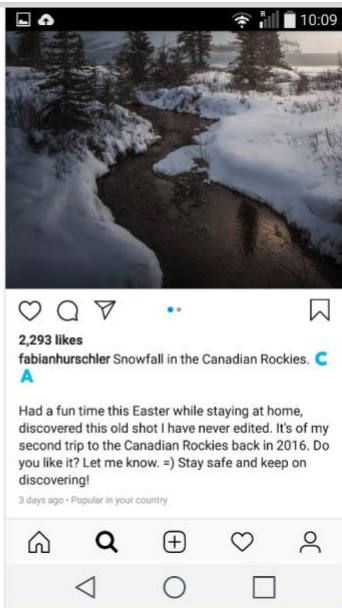 R 10:09
2,293 likes
fabianhurschler Snowfall in the Canadian Rockies. C
A
Had a fun time this Easter while staying at home,
discovered this old shot I have never edited. It's of my
second trip to the Canadian Rockies back in 2016. Do
you like it? Let me know. =) Stay safe and keep on
discovering!
3 days ago • Popular in your country